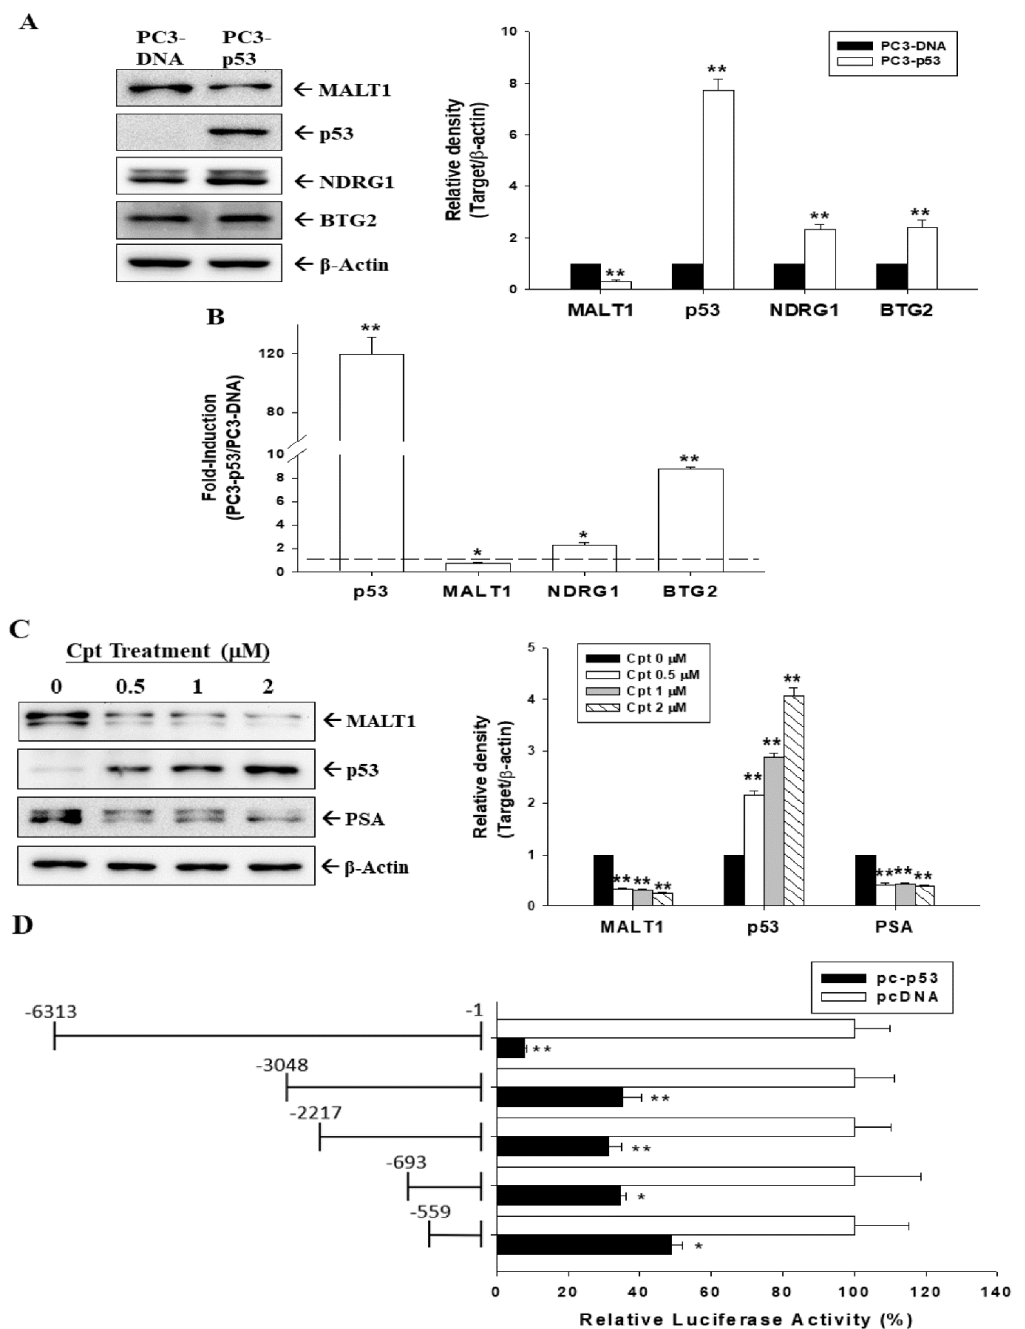 A
PC3-
DNA
PC3-
p53
← MALT1
← p53
← NDRG1
← BTG2
← β-Actin
Relative density
(Target/β-actin)
10
8
6
4
2
0
PC3-DNA
PC3-p53
**
**
**
**
MALT1 p53 NDRG1 BTG2
B
Fold-Induction
(PC3-p53/PC3-DNA)
120
80
10
8
6
4
2
0
**
*
*
**
p53 MALT1 NDRG1 BTG2
C
Cpt Treatment (μM)
0 0.5 1 2
← MALT1
← p53
← PSA
← β-Actin
Relative density
(Target/β-actin)
5
4
3
2
1
0
Cpt 0 μM
Cpt 0.5 μM
Cpt 1 μM
Cpt 2 μM
** ** **
** ** **
** ** **
MALT1 p53 PSA
D
pc-p53
pcDNA
-6313 -1
**
-3048
**
-2217
**
-693
*
-559
*
0 20 40 60 80 100 120 140
Relative Luciferase Activity (%)